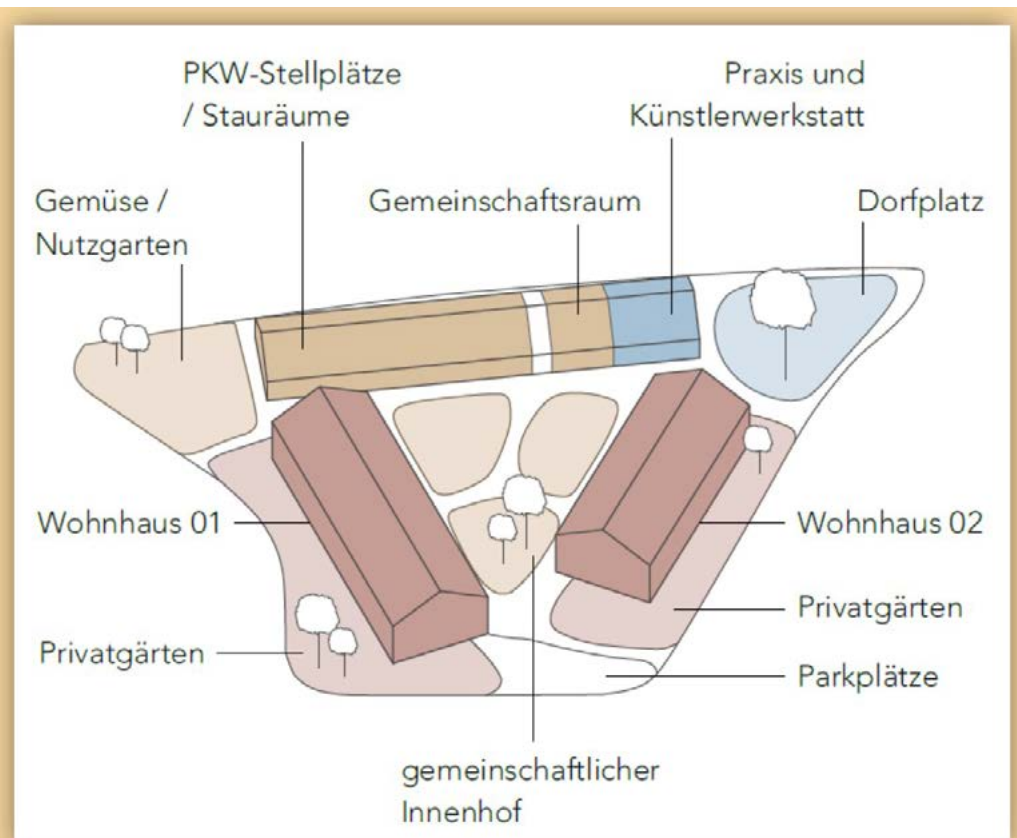 PKW-Stellplätze
/ Stauräume
Praxis und
Künstlerwerkstatt
Gemüse /
Nutzgarten
Gemeinschaftsraum
Dorfplatz
Wohnhaus 01
Wohnhaus 02
Privatgärten
Privatgärten
Parkplätze
gemeinschaftlicher
Innenhof